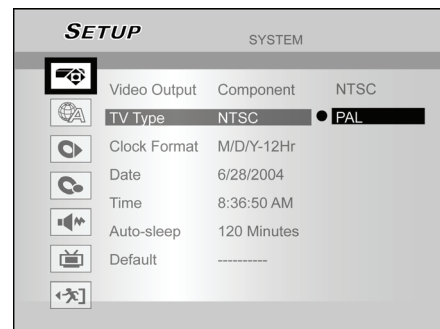 SETUP
SYSTEM
Video Output Component NTSC
TV Type NTSC PAL
Clock Format M/D/Y-12Hr
Date 6/28/2004
Time 8:36:50 AM
Auto-sleep 120 Minutes
Default ----------